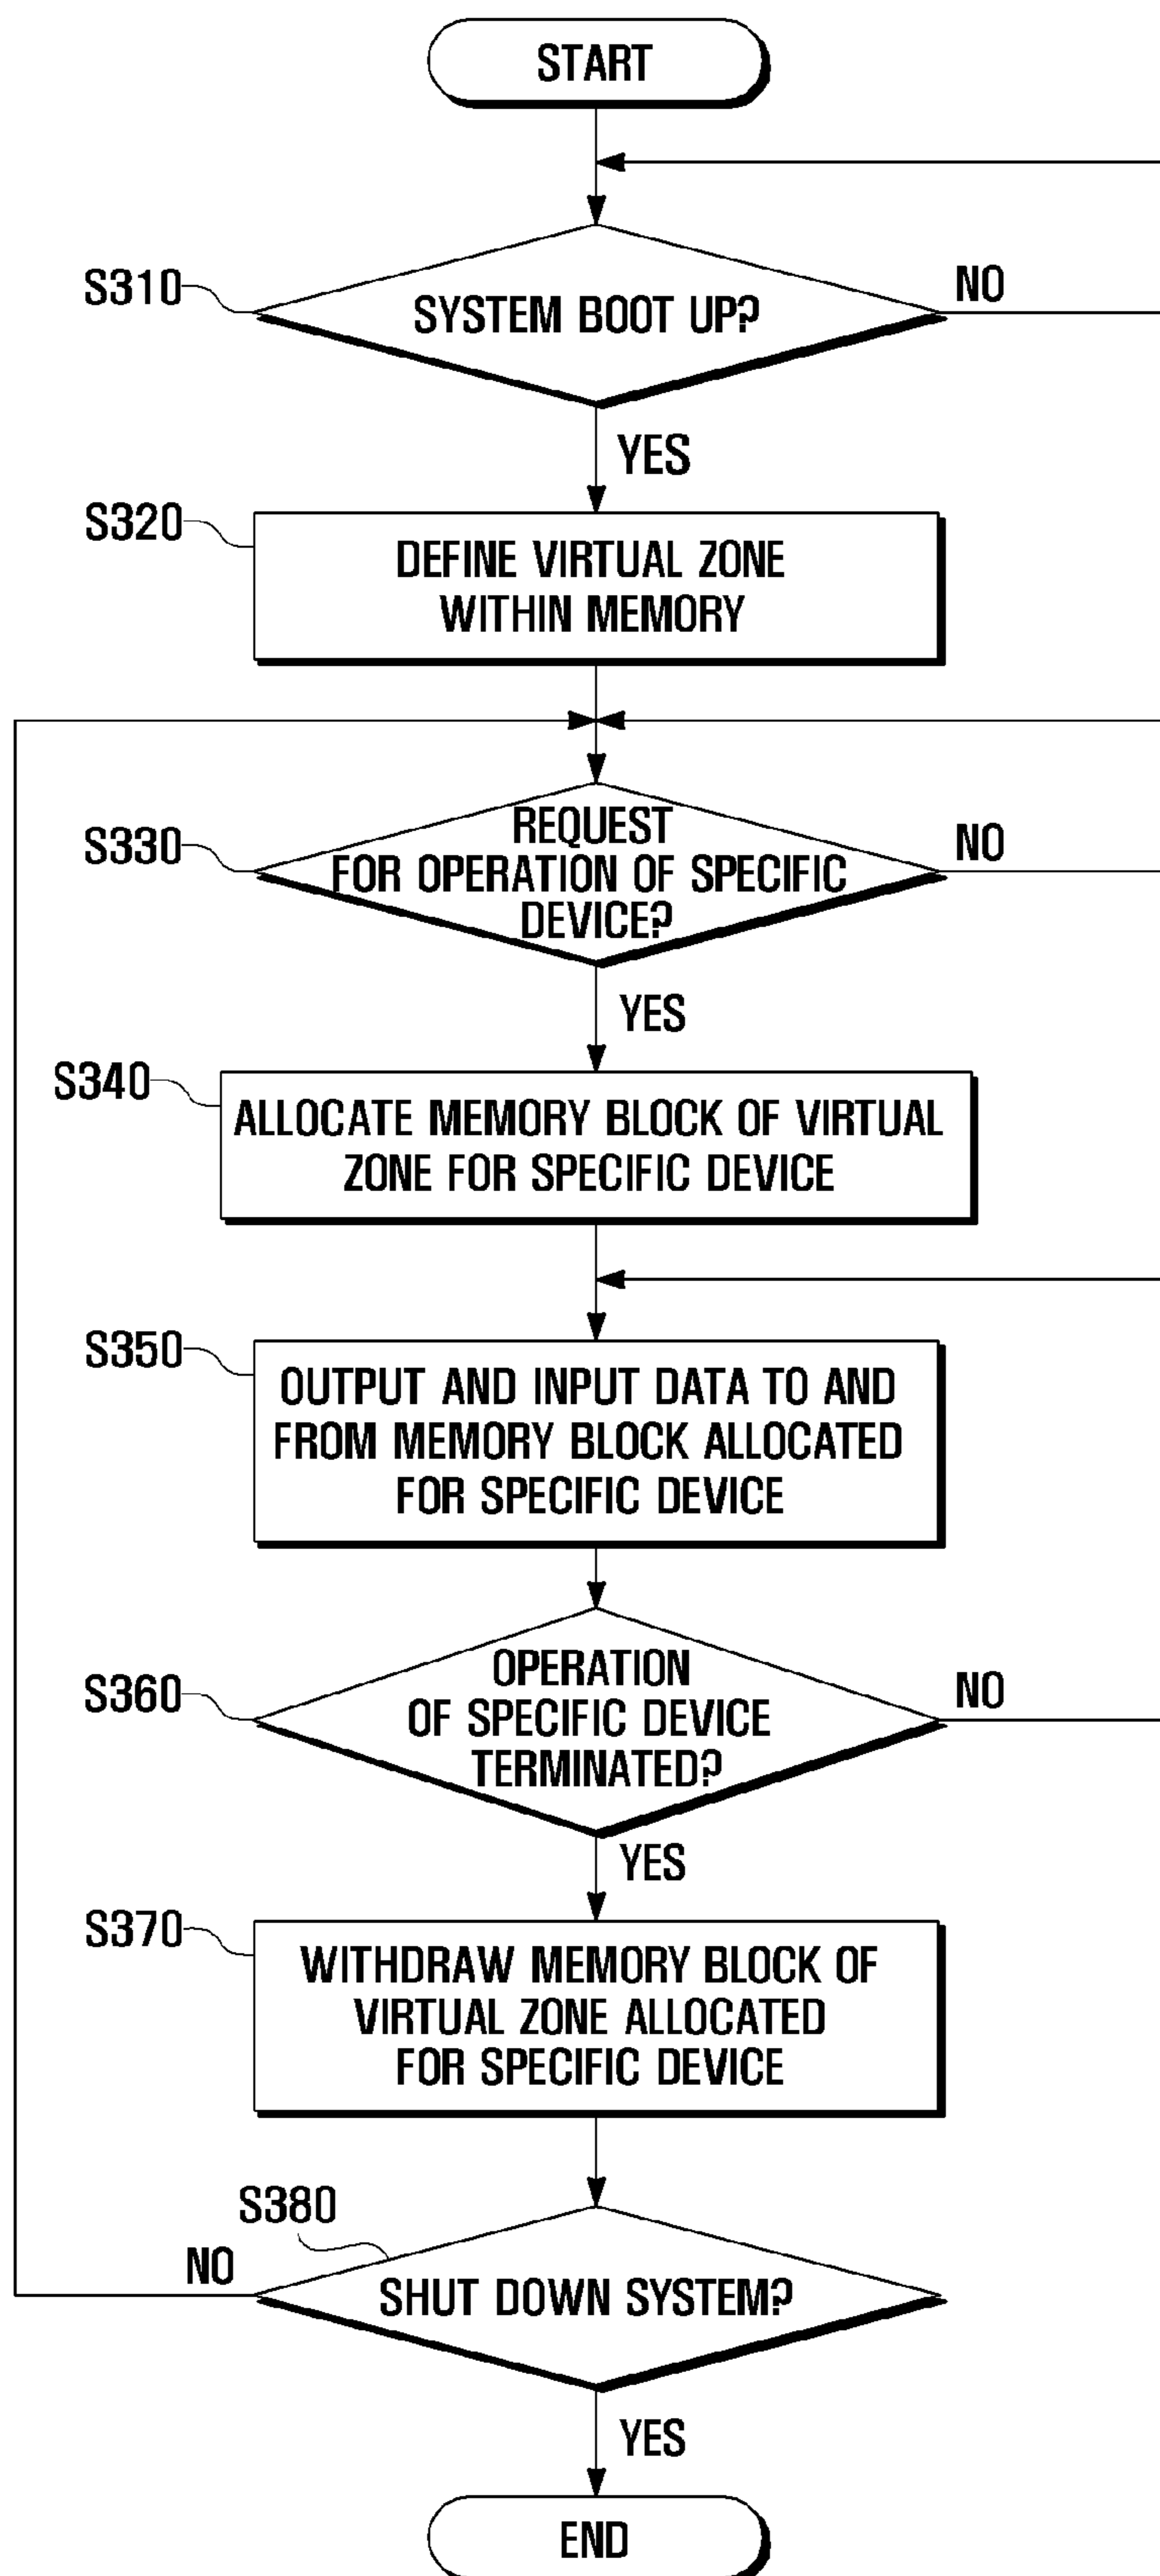 START
S310
SYSTEM BOOT UP?
NO
YES
S320
DEFINE VIRTUAL ZONE
WITHIN MEMORY
S330
REQUEST
FOR OPERATION OF SPECIFIC
DEVICE?
NO
YES
S340
ALLOCATE MEMORY BLOCK OF VIRTUAL
ZONE FOR SPECIFIC DEVICE
S350
OUTPUT AND INPUT DATA TO AND
FROM MEMORY BLOCK ALLOCATED
FOR SPECIFIC DEVICE
S360
OPERATION
OF SPECIFIC DEVICE
TERMINATED?
NO
YES
S370
WITHDRAW MEMORY BLOCK OF
VIRTUAL ZONE ALLOCATED
FOR SPECIFIC DEVICE
S380
NO
SHUT DOWN SYSTEM?
YES
END